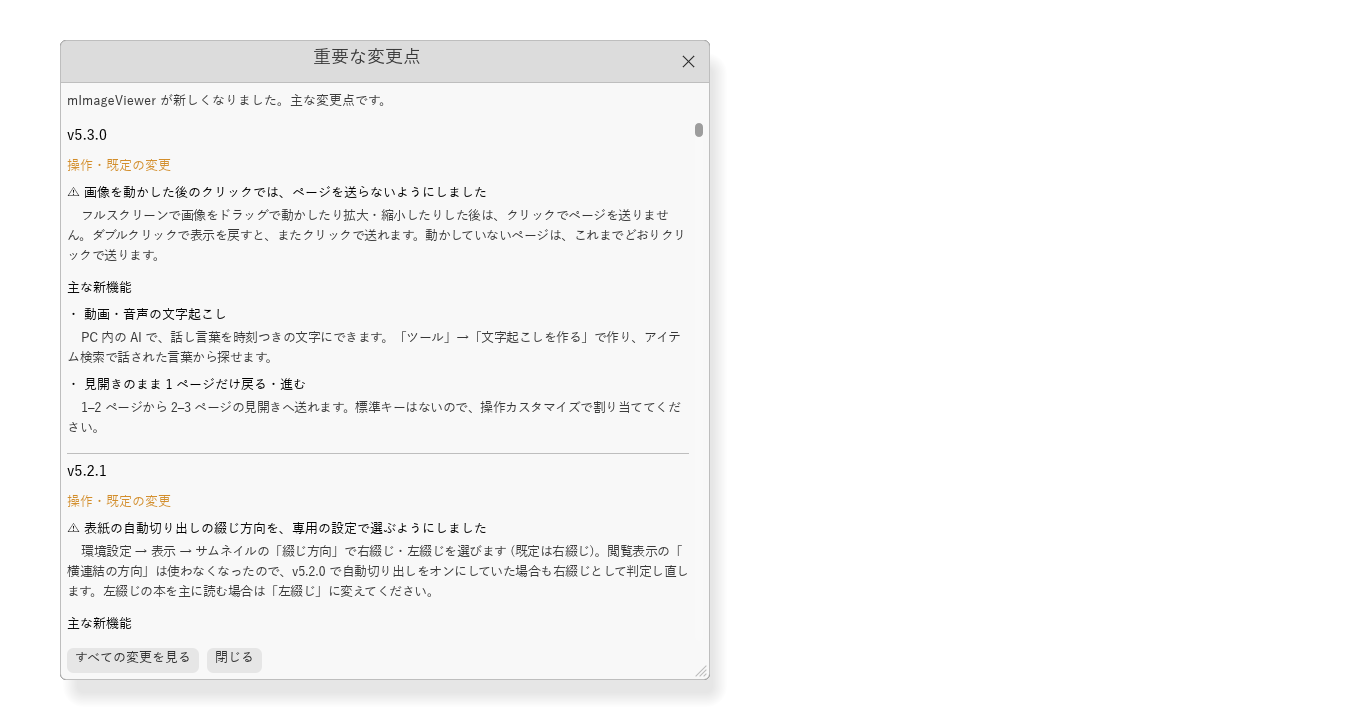 重要な変更点
mImageViewer が新しくなりました。主な変更点です。
v5.3.0
操作・既定の変更
⚠ 画像を動かした後のクリックでは、ページを送らないようにしました
フルスクリーンで画像をドラッグで動かしたり拡大・縮小したりした後は、クリックでページを送りませ
ん。ダブルクリックで表示を戻すと、またクリックで送れます。動かしていないページは、これまでどおりクリ
ックで送ります。
主な新機能
・ 動画・音声の文字起こし
PC 内の AI で、話し言葉を時刻つきの文字にできます。「ツール」→「文字起こしを作る」で作り、アイテ
ム検索で話された言葉から探せます。
・ 見開きのまま 1 ページだけ戻る・進む
1–2 ページから 2–3 ページの見開きへ送れます。標準キーはないので、操作カスタマイズで割り当ててくだ
さい。
v5.2.1
操作・既定の変更
⚠ 表紙の自動切り出しの綴じ方向を、専用の設定で選ぶようにしました
環境設定 → 表示 → サムネイルの「綴じ方向」で右綴じ・左綴じを選びます (既定は右綴じ)。閲覧表示の「
横連結の方向」は使わなくなったので、v5.2.0 で自動切り出しをオンにしていた場合も右綴じとして判定し直し
ます。左綴じの本を主に読む場合は「左綴じ」に変えてください。
主な新機能
すべての変更を見る
閉じる